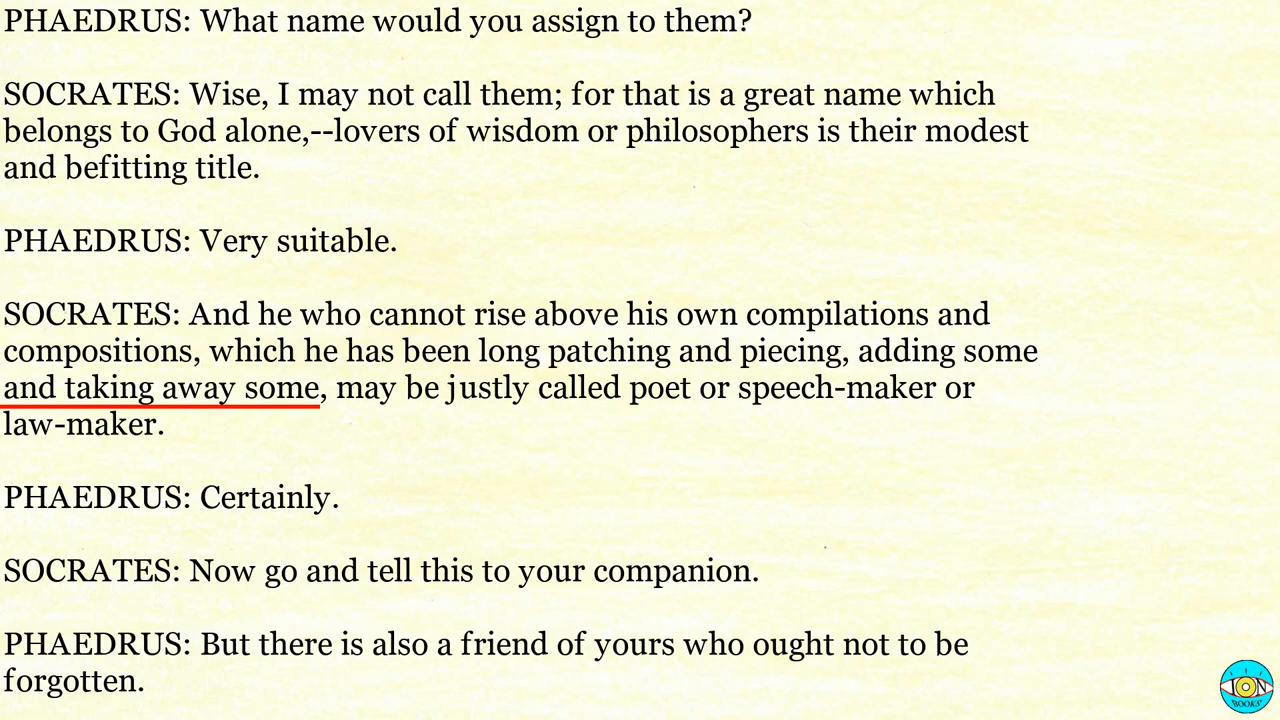 PHAEDRUS: What name would you assign to them?
SOCRATES: Wise, I may not call them; for that is a great name which
belongs to God alone,--lovers of wisdom or philosophers is their modest
and befitting title.
PHAEDRUS: Very suitable.
SOCRATES: And he who cannot rise above his own compilations and
compositions, which he has been long patching and piecing, adding some
and taking away some, may be justly called poet or speech-maker or
law-maker.
PHAEDRUS: Certainly.
SOCRATES: Now go and tell this to your companion.
PHAEDRUS: But there is also a friend of yours who ought not to be
forgotten.
ION
BOOKS